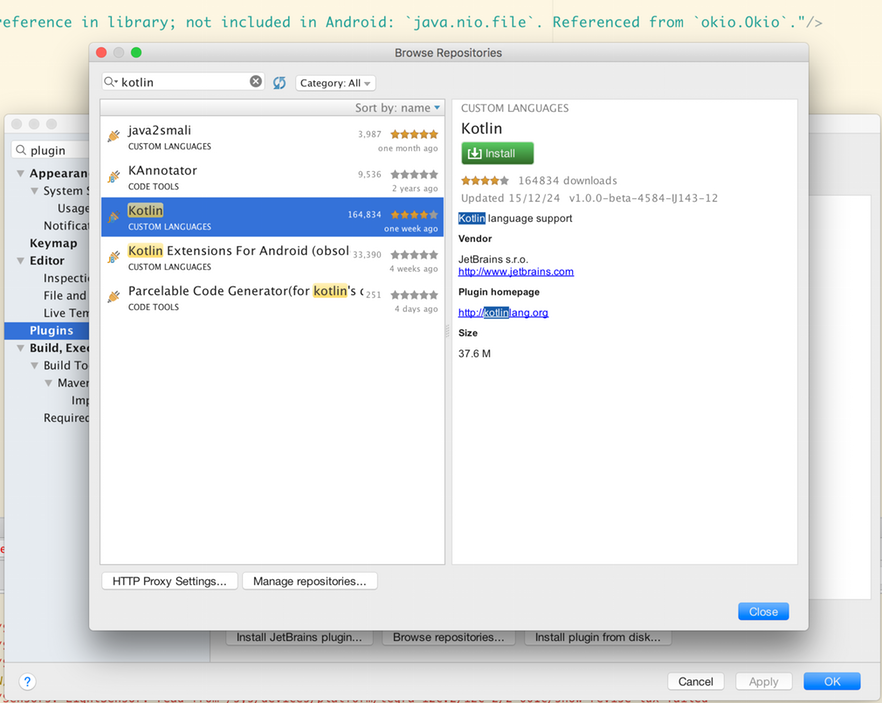 reference in library; not included in Android: `java.nio.file`. Referenced from `okio.Okio`."/>
Browse Repositories
kotlin
Category: All
Sort by: name
java2smali
3,987
CUSTOM LANGUAGES
one month ago
KAnnotator
9,536
CODE TOOLS
2 years ago
Kotlin
164,834
CUSTOM LANGUAGES
one week ago
Kotlin Extensions For Android (obsol
33,390
CUSTOM LANGUAGES
4 weeks ago
Parcelable Code Generator(for kotlin's c
251
CODE TOOLS
4 days ago
CUSTOM LANGUAGES
Kotlin
Install
164834 downloads
Updated 15/12/24 v1.0.0-beta-4584-IJ143-12
Kotlin language support
Vendor
JetBrains s.r.o.
http://www.jetbrains.com
Plugin homepage
http://kotlinlang.org
Size
37.6 M
HTTP Proxy Settings...
Manage repositories...
Close
plugin
Appearan
System S
Usage
Notificat
Keymap
Editor
Inspecti
File and
Live Tem
Plugins
Build, Exec
Build To
Maven
Imp
Required
Install JetBrains plugin...
Browse repositories...
Install plugin from disk...
?
Cancel
Apply
OK